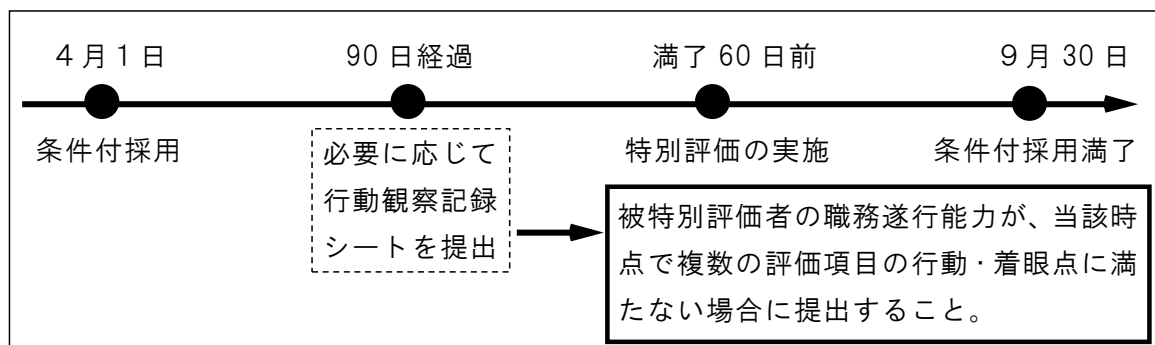 ４月１日 90日経過 満了60日前 ９月30日
条件付採用 特別評価の実施 条件付採用満了
必要に応じて
行動観察記録
シートを提出
被特別評価者の職務遂行能力が、当該時
点で複数の評価項目の行動・着眼点に満
たない場合に提出すること。